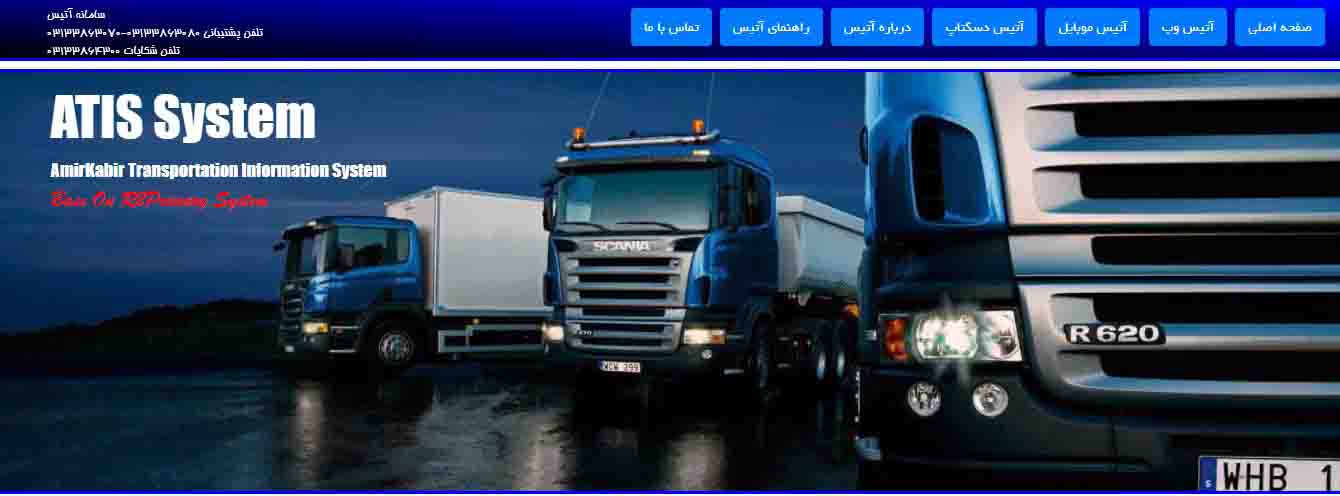 سامانه آتیس
تلفن پشتیبانی ۰۳۱۳۳۸۶۳۰۸۰-۰۳۱۳۳۸۶۳۰۷۰
تلفن شکایات ۰۳۱۳۳۸۶۴۳۰۰
صفحه اصلی
آتیس وب
آتیس موبایل
آتیس دسکتاپ
درباره آتیس
راهنمای آتیس
تماس با ما
ATIS System
AmirKabir Transportation Information System
Base On R2Primary System
SCANIA
R 620
WHB 1